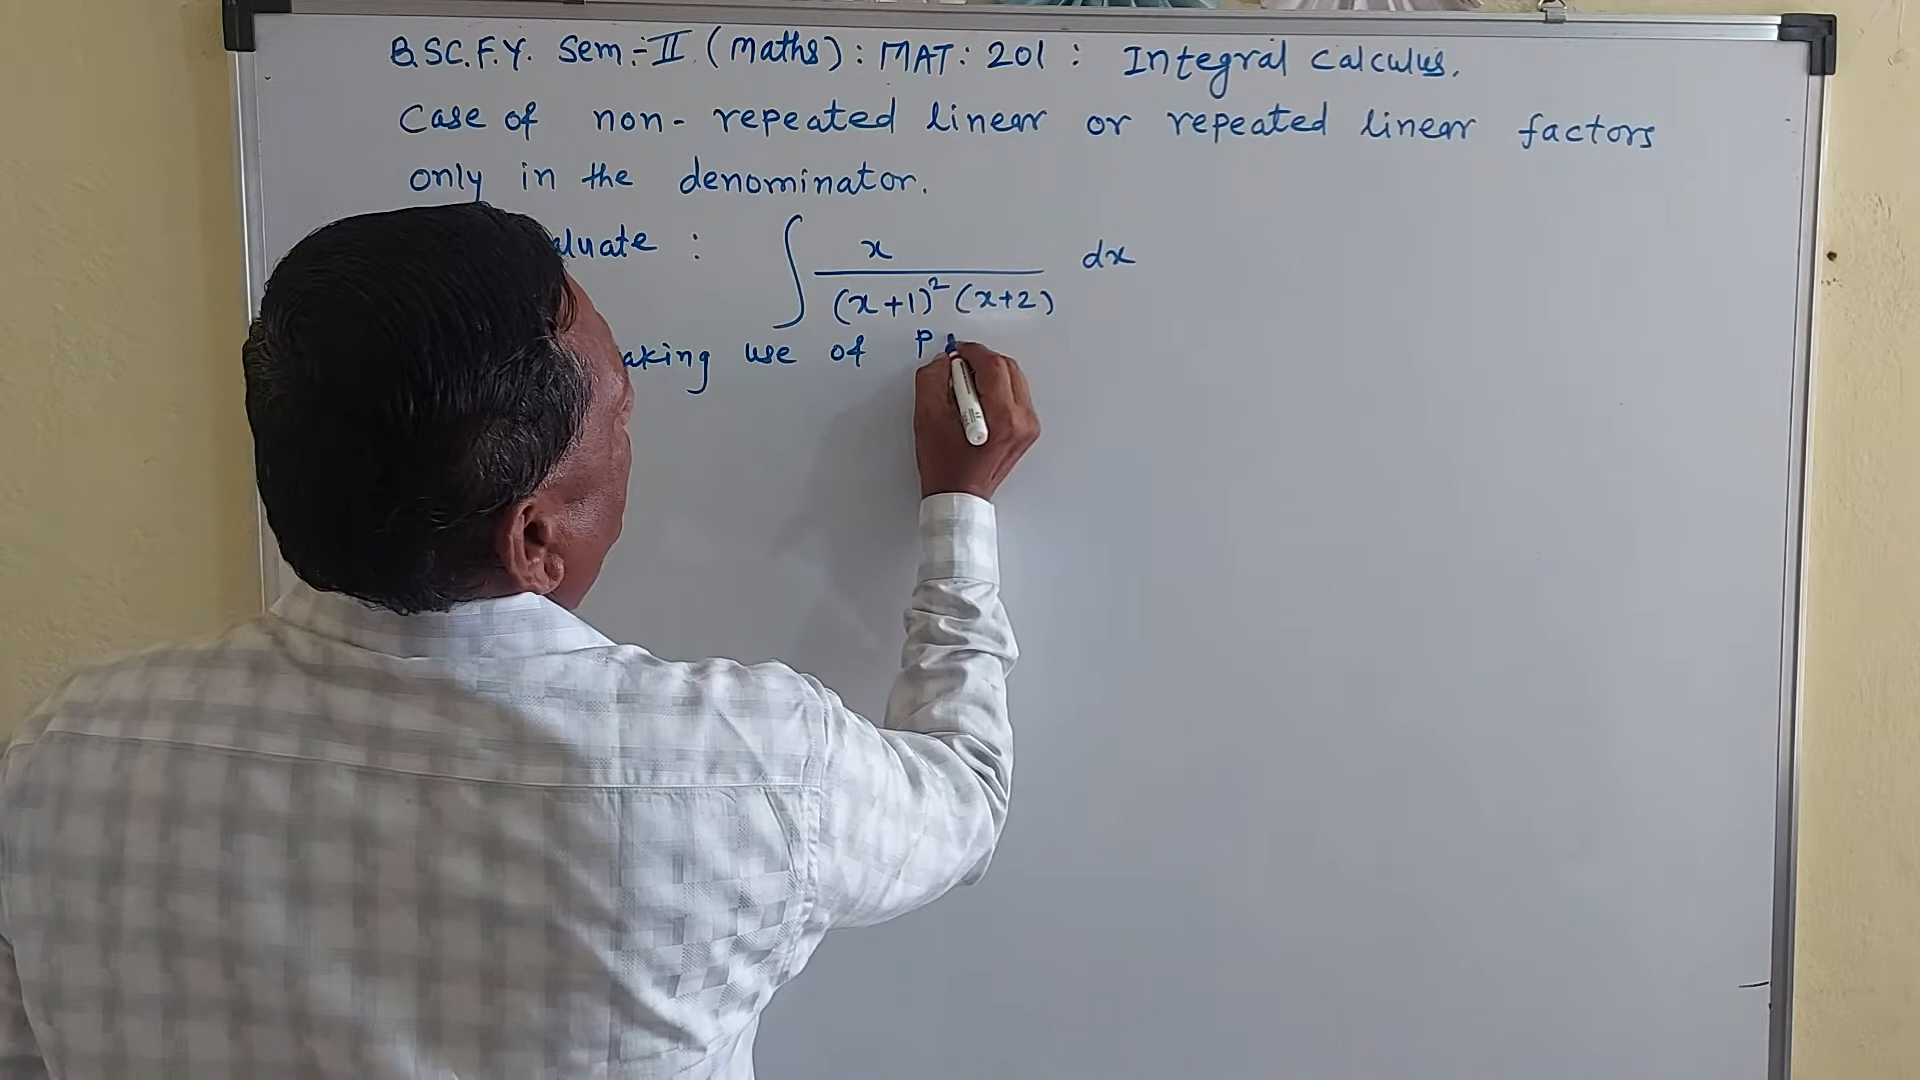 B.SC.F.Y. Sem:-II (Maths): MAT: 201 : Integral Calculus.
Case of non-repeated linear or repeated linear factors
only in the denominator.
aluate : ∫ x / (x+1)² (x+2) dx
aking use of P